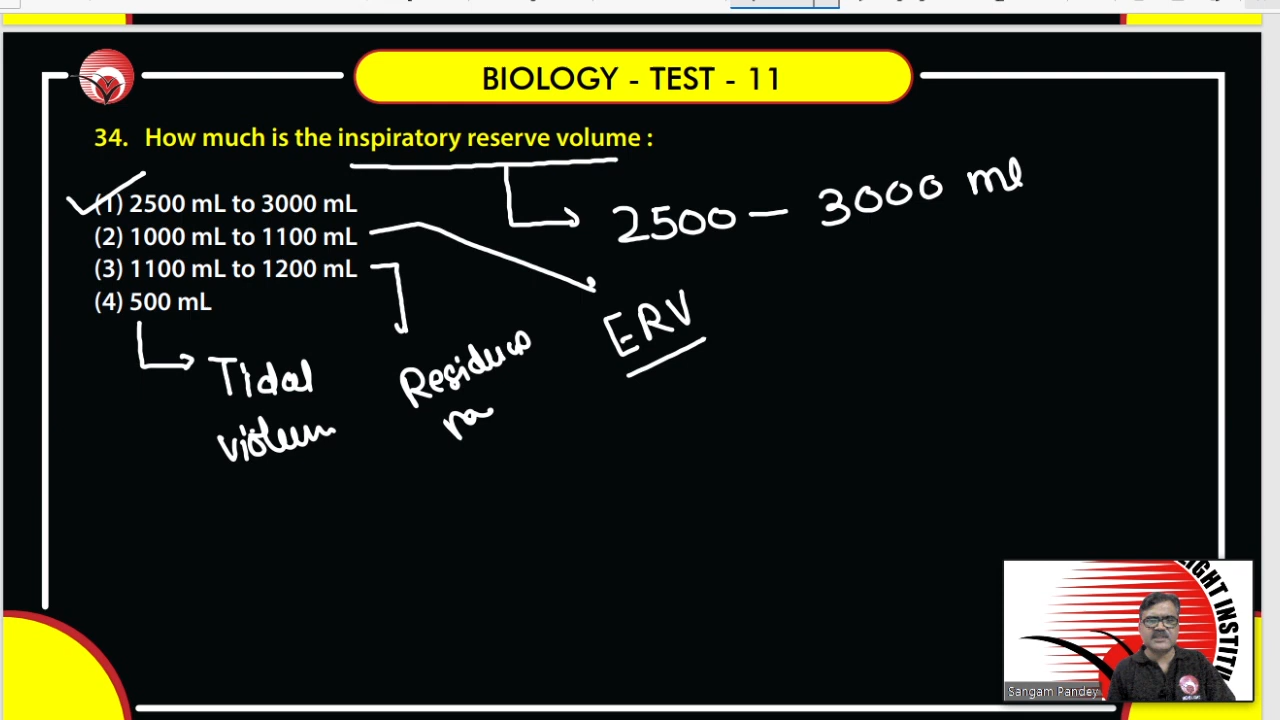 BIOLOGY - TEST - 11
34. How much is the inspiratory reserve volume :
(1) 2500 mL to 3000 mL
(2) 1000 mL to 1100 mL
(3) 1100 mL to 1200 mL
(4) 500 mL
2500 - 3000 ml
ERV
Tidal
Sangam Pandey